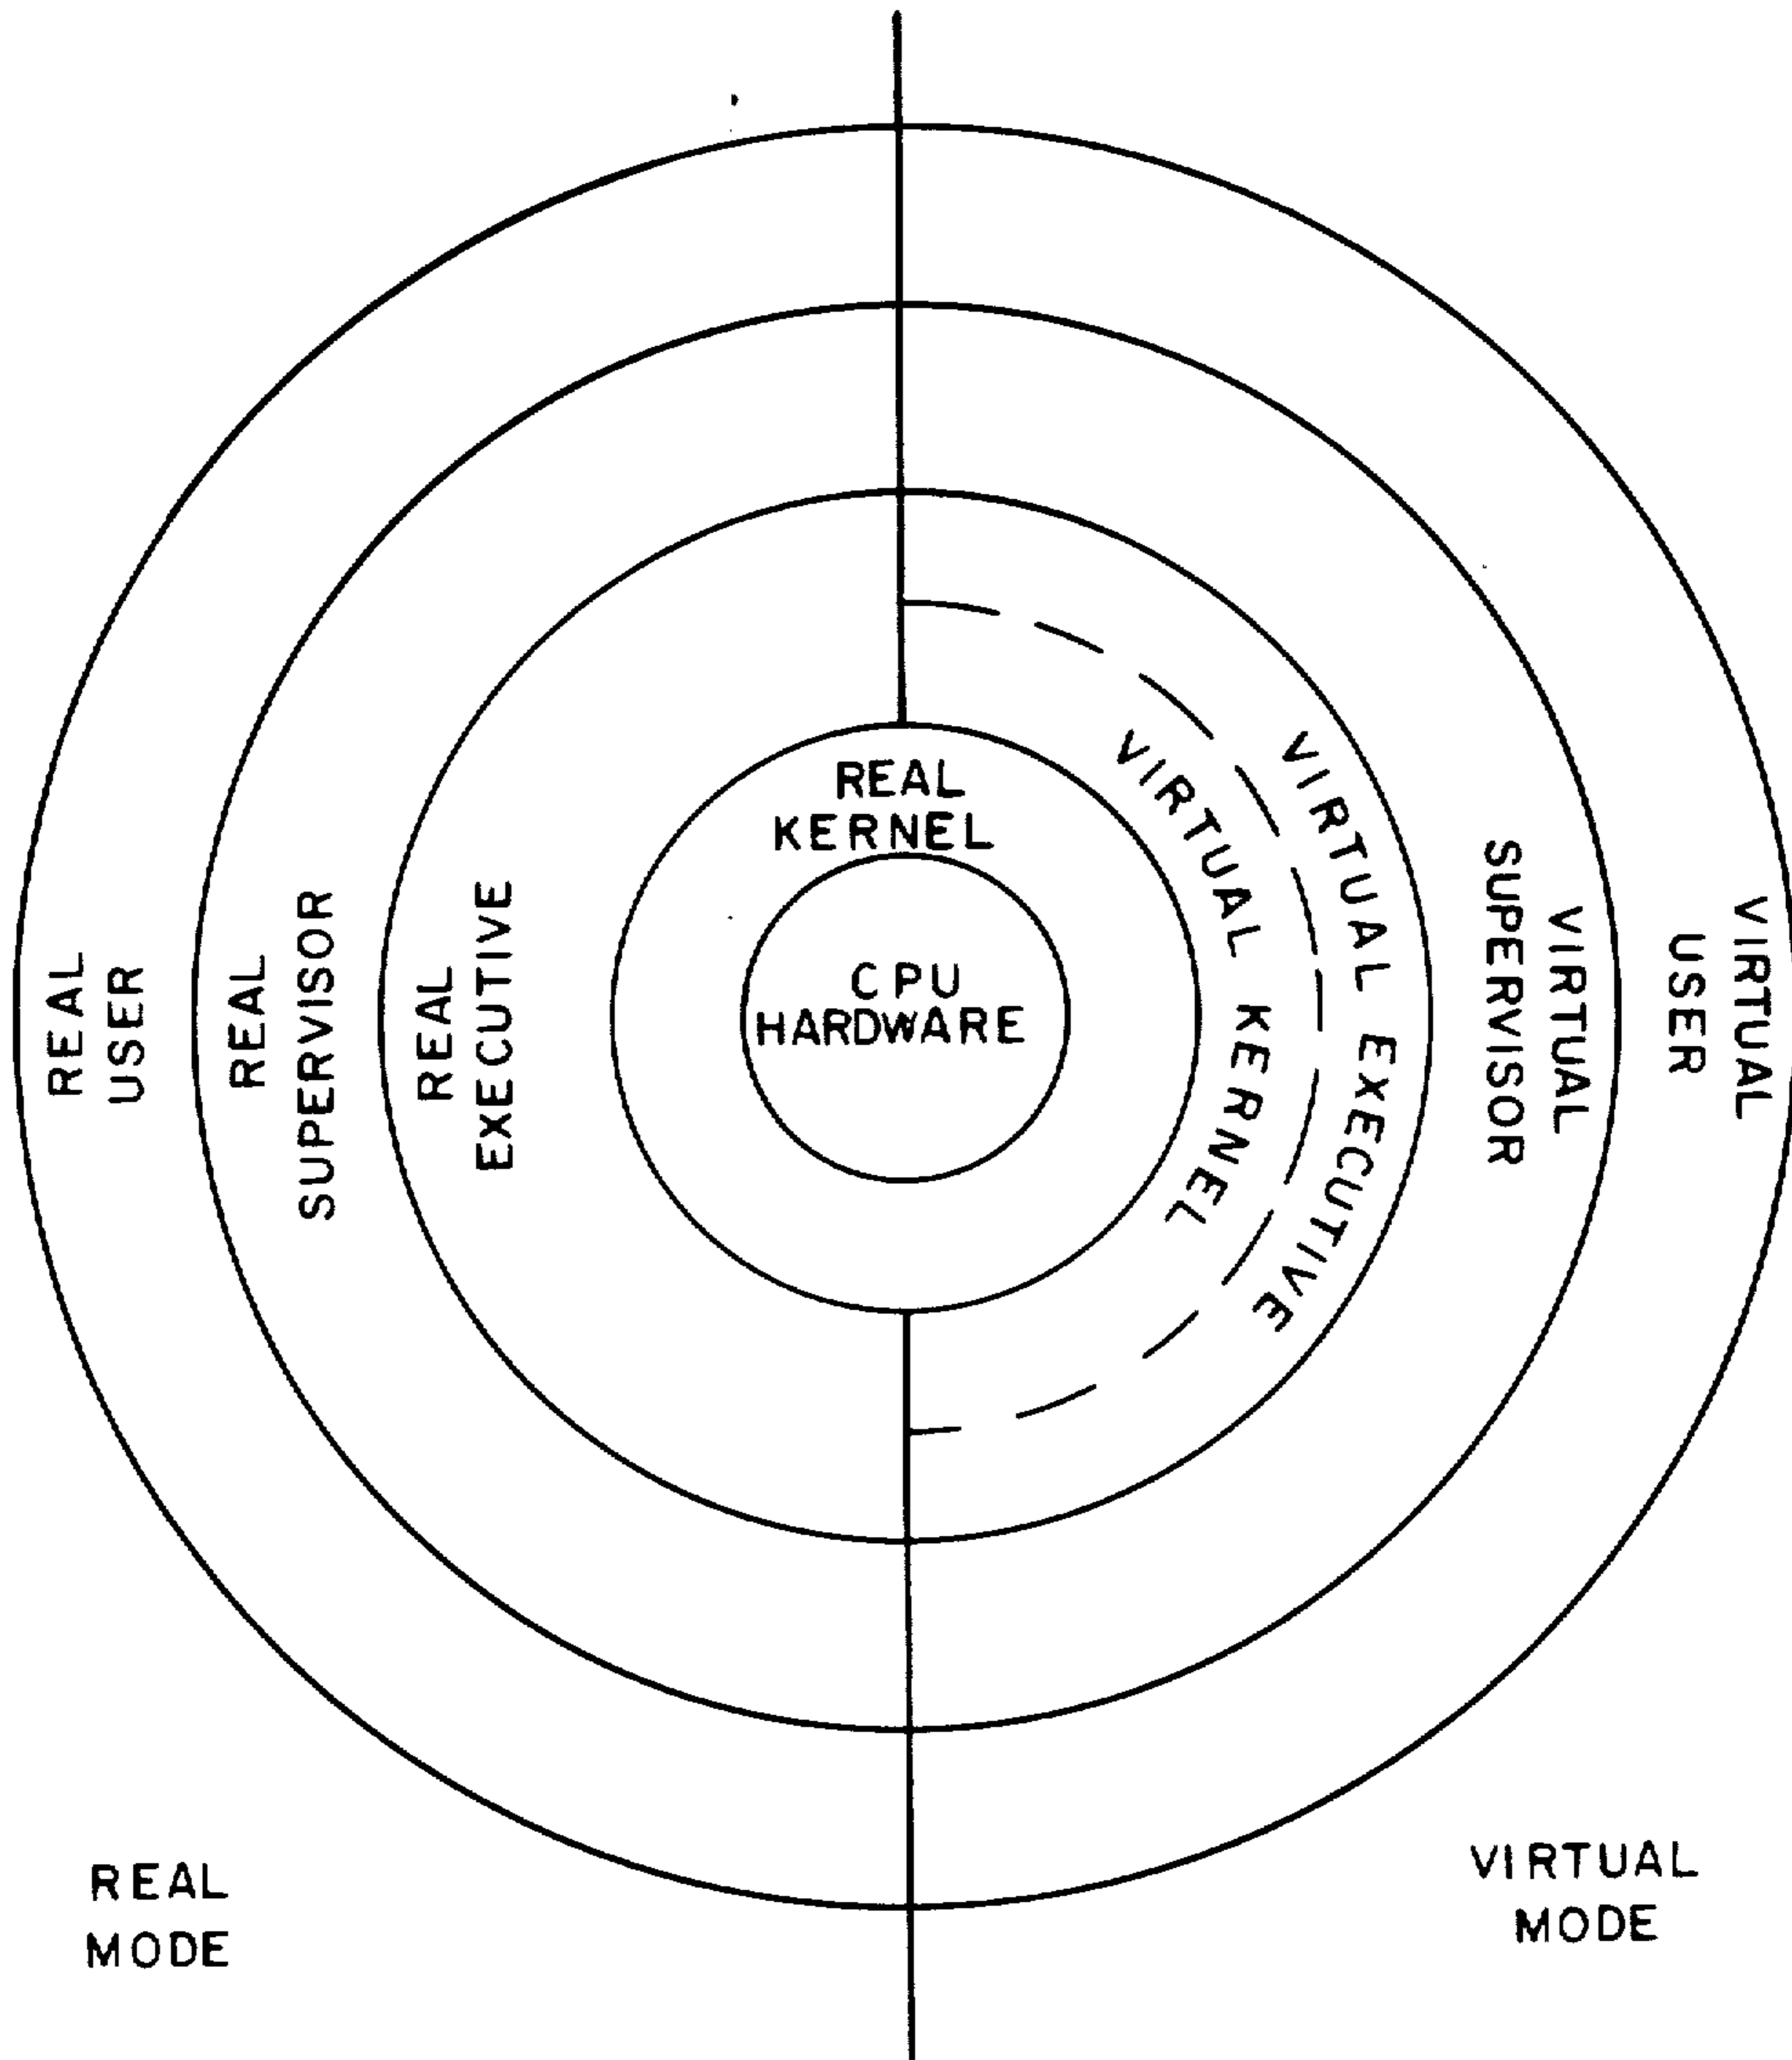 REAL
KERNEL
CPU
HARDWARE
REAL
USER
REAL
SUPERVISOR
REAL
EXECUTIVE
VIRTUAL KERNEL
VIRTUAL EXECUTIVE
VIRTUAL
SUPERVISOR
VIRTUAL
USER
REAL
MODE
VIRTUAL
MODE